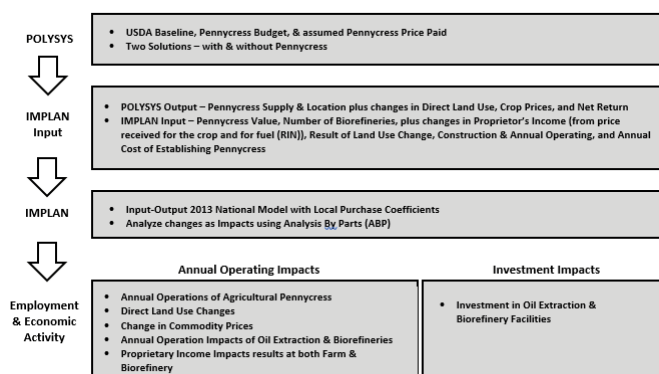 POLYSYS
• USDA Baseline, Pennycress Budget, & assumed Pennycress Price Paid
• Two Solutions – with & without Pennycress
IMPLAN
Input
• POLYSYS Output – Pennycress Supply & Location plus changes in Direct Land Use, Crop Prices, and Net Return
• IMPLAN Input – Pennycress Value, Number of Biorefineries, plus changes in Proprietor's Income (from price
received for the crop and for fuel (RIN)), Result of Land Use Change, Construction & Annual Operating, and Annual
Cost of Establishing Pennycress
IMPLAN
• Input-Output 2013 National Model with Local Purchase Coefficients
• Analyze changes as Impacts using Analysis By Parts (ABP)
Annual Operating Impacts
Investment Impacts
Employment
& Economic
Activity
• Annual Operations of Agricultural Pennycress
• Direct Land Use Changes
• Change in Commodity Prices
• Annual Operation Impacts of Oil Extraction & Biorefineries
• Proprietary Income Impacts results at both Farm &
Biorefinery
• Investment in Oil Extraction &
Biorefinery Facilities